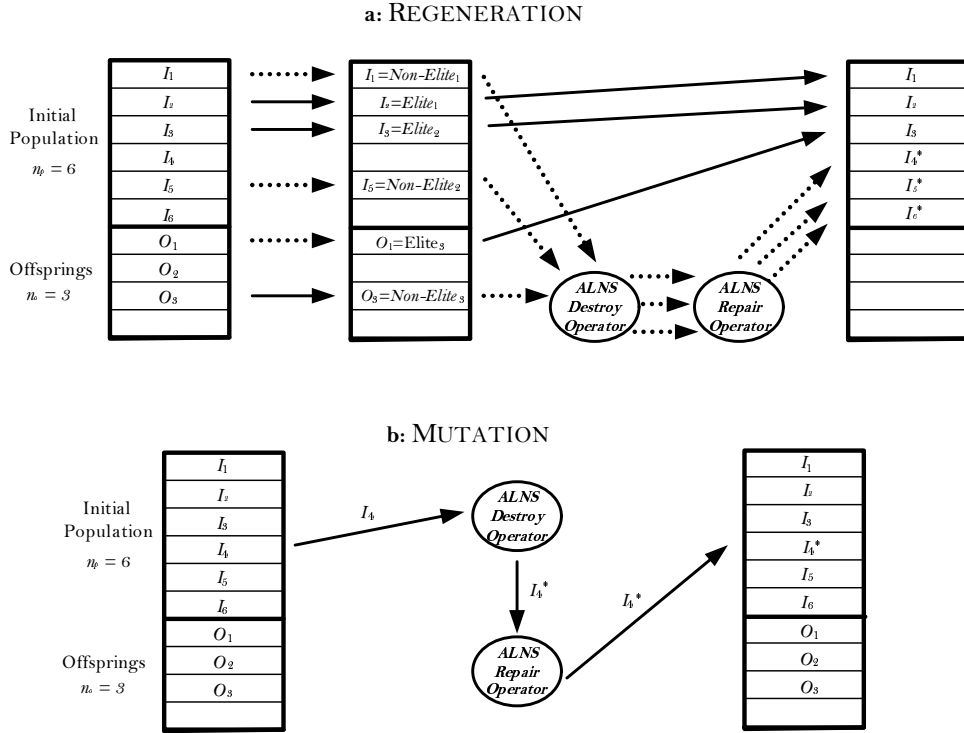 a: REGENERATION
Initial
Population
nₚ = 6
Offsprings
nₒ = 3
I₁
I₂
I₃
I₄
I₅
I₆
O₁
O₂
O₃
I₁=Non-Elite₁
I₂=Elite₁
I₃=Elite₂
I₅=Non-Elite₂
O₁=Elite₃
O₃=Non-Elite₃
ALNS
Destroy
Operator
ALNS
Repair
Operator
I₁
I₂
I₃
I₄*
I₅*
I₆*
b: MUTATION
Initial
Population
nₚ = 6
Offsprings
nₒ = 3
I₁
I₂
I₃
I₄
I₅
I₆
O₁
O₂
O₃
I₄
ALNS
Destroy
Operator
I₄*
ALNS
Repair
Operator
I₄*
I₁
I₂
I₃
I₄*
I₅
I₆
O₁
O₂
O₃